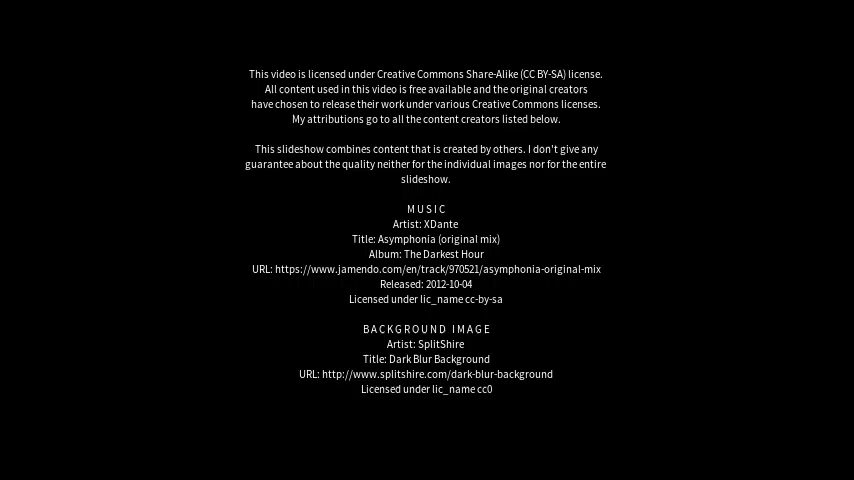 This video is licensed under Creative Commons Share-Alike (CC BY-SA) license.
All content used in this video is free available and the original creators
have chosen to release their work under various Creative Commons licenses.
My attributions go to all the content creators listed below.
This slideshow combines content that is created by others. I don't give any
guarantee about the quality neither for the individual images nor for the entire
slideshow.
MUSIC
Artist: XDante
Title: Asymphonia (original mix)
Album: The Darkest Hour
URL: https://www.jamendo.com/en/track/970521/asymphonia-original-mix
Released: 2012-10-04
Licensed under lic_name cc-by-sa
BACKGROUND IMAGE
Artist: SplitShire
Title: Dark Blur Background
URL: http://www.splitshire.com/dark-blur-background
Licensed under lic_name cc0